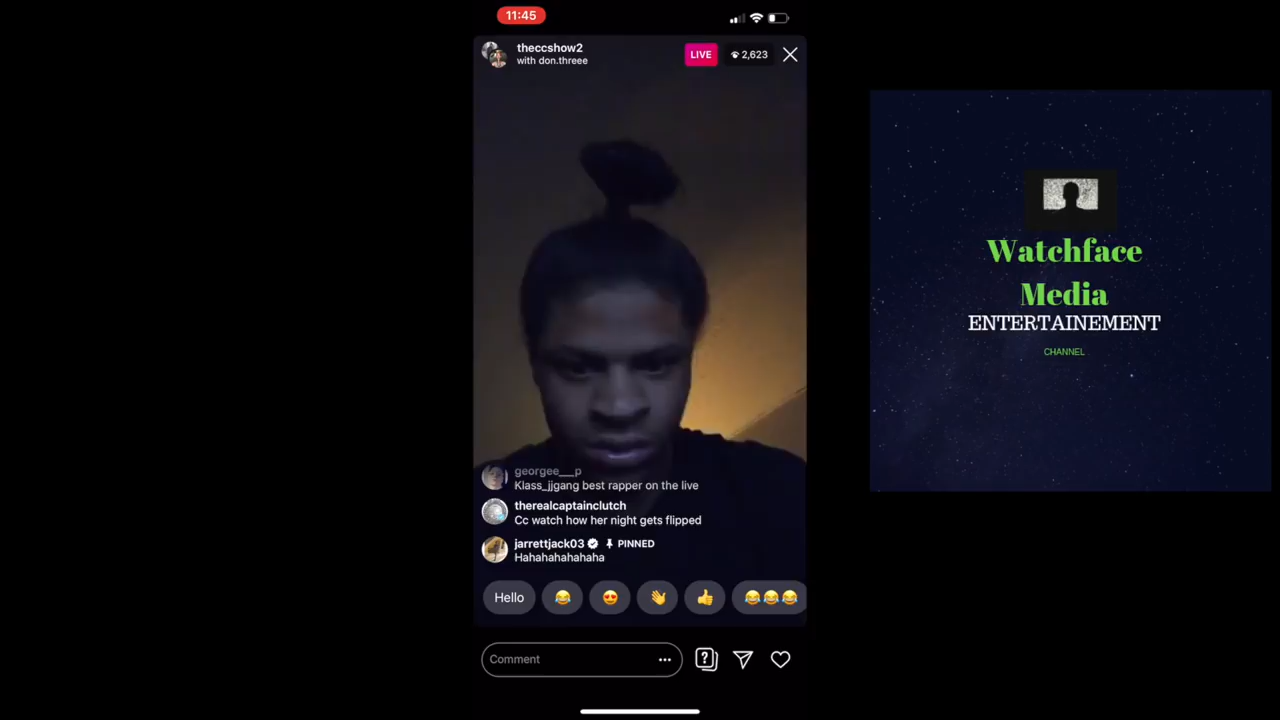 11:45
theccshow2
with don.threee
LIVE
2,623
georgee___p
Klass_jjgang best rapper on the live
therealcaptainclutch
Cc watch how her night gets flipped
jarrettjack03 PINNED
Hahahahahahaha
Hello
Comment
Watchface
Media
ENTERTAINEMENT
CHANNEL